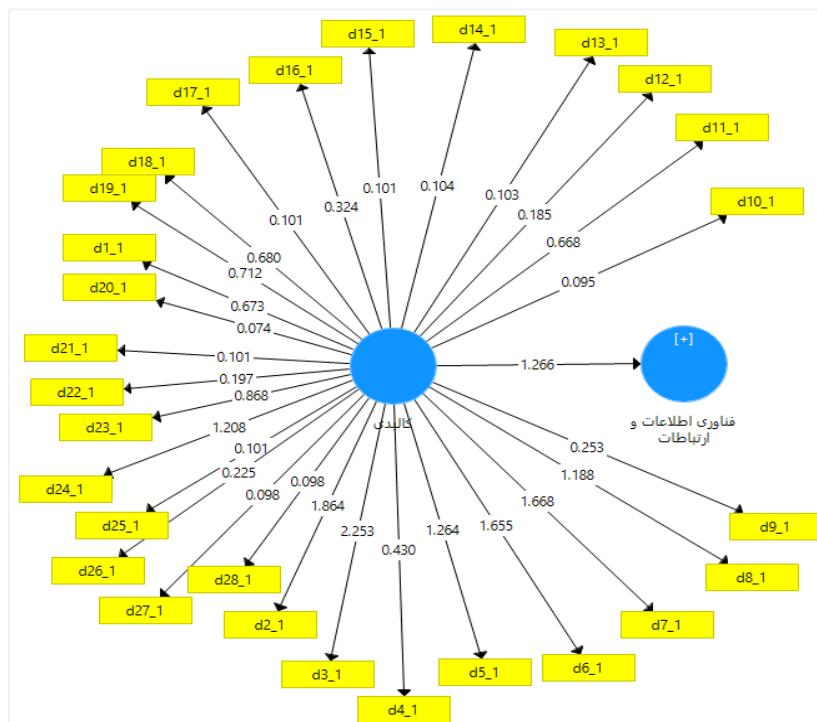 d15_1
d14_1
d13_1
d16_1
d12_1
d17_1
d11_1
d18_1
d19_1
d10_1
d1_1
d20_1
d21_1
d22_1
d23_1
d24_1
d25_1
d26_1
d27_1
d28_1
d2_1
d3_1
d4_1
d5_1
d6_1
d7_1
d8_1
d9_1
0.101
0.324
0.101
0.104
0.103
0.185
0.668
0.095
0.680
0.712
0.673
0.074
0.101
0.197
0.868
1.208
0.101
0.225
0.098
0.098
1.864
2.253
0.430
1.264
1.655
1.668
1.188
0.253
1.266
[+]
کالبدی
فناوری اطلاعات و
ارتباطات